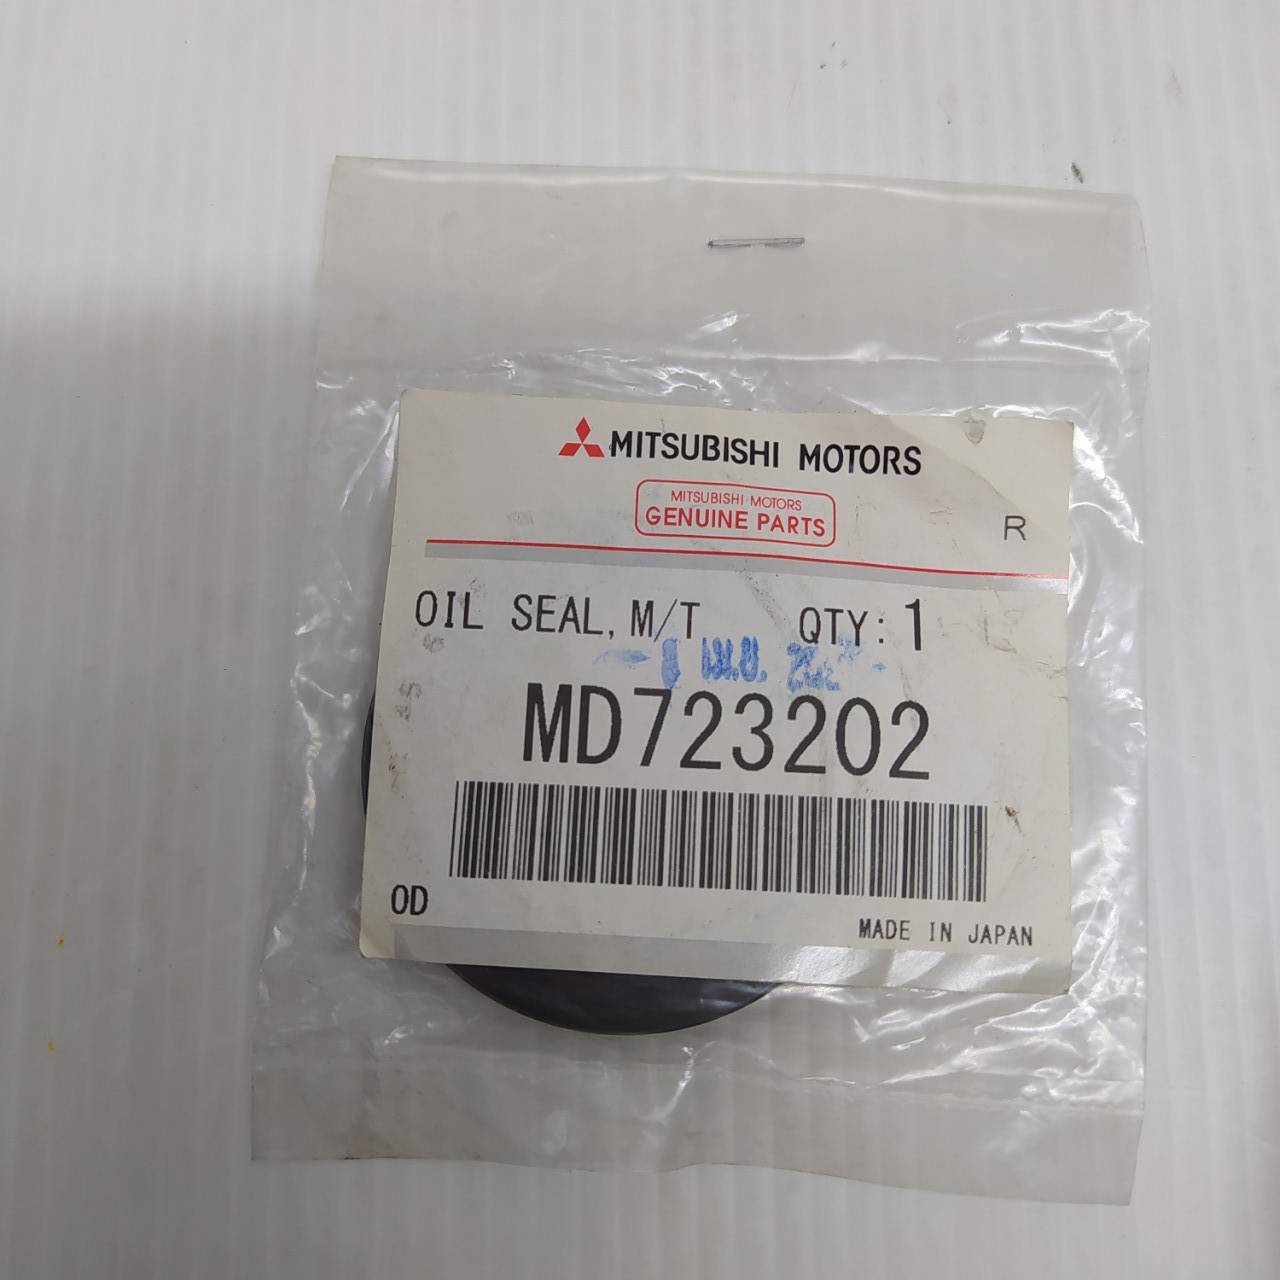 MITSUBISHI MOTORS
MITSUBISHI MOTORS
GENUINE PARTS
R
OIL SEAL, M/T QTY: 1
MD723202
OD
MADE IN JAPAN